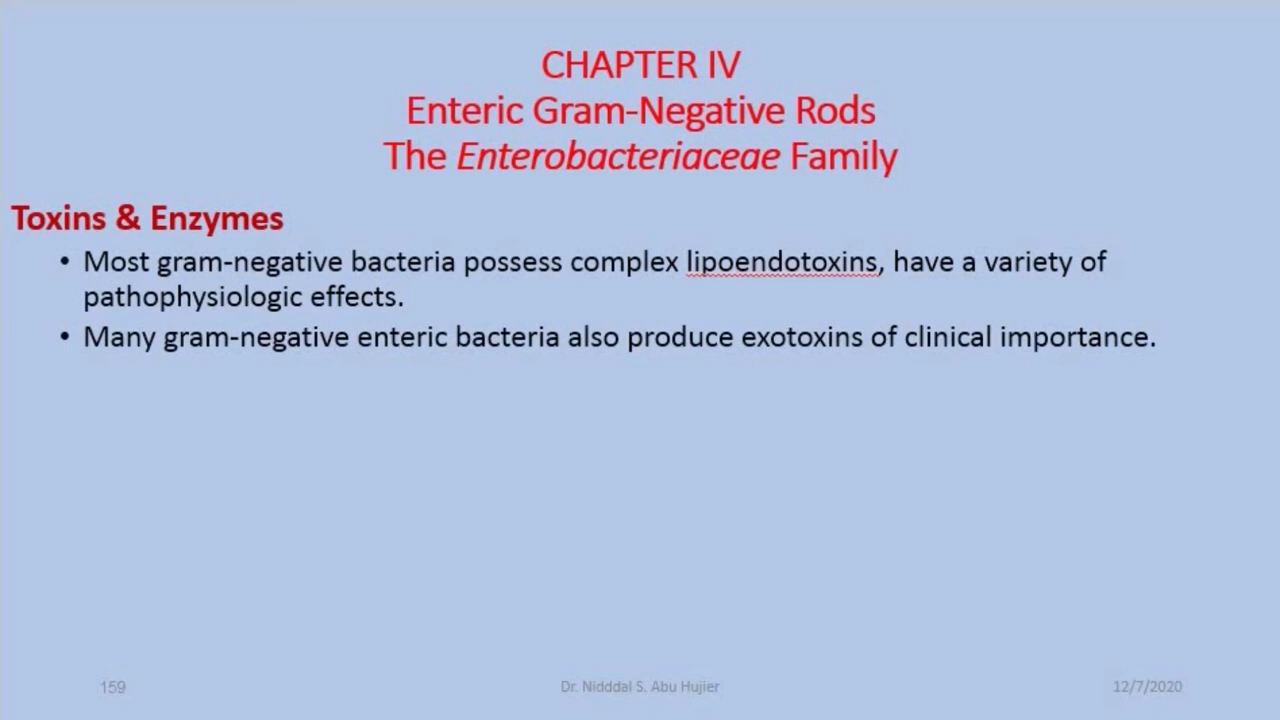 CHAPTER IV
Enteric Gram-Negative Rods
The Enterobacteriaceae Family
Toxins & Enzymes
• Most gram-negative bacteria possess complex lipoendotoxins, have a variety of
pathophysiologic effects.
• Many gram-negative enteric bacteria also produce exotoxins of clinical importance.
159
Dr. Nidddal S. Abu Hujier
12/7/2020